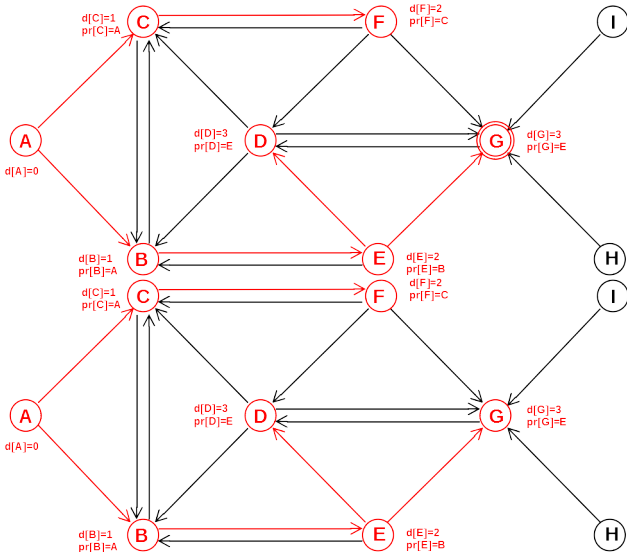 d[C]=1
pr[C]=A
C
F
d[F]=2
pr[F]=C
I
A
d[A]=0
d[D]=3
pr[D]=E
D
G
d[G]=3
pr[G]=E
d[B]=1
pr[B]=A
B
E
d[E]=2
pr[E]=B
H
d[C]=1
pr[C]=A
C
F
d[F]=2
pr[F]=C
I
A
d[A]=0
d[D]=3
pr[D]=E
D
G
d[G]=3
pr[G]=E
d[B]=1
pr[B]=A
B
E
d[E]=2
pr[E]=B
H